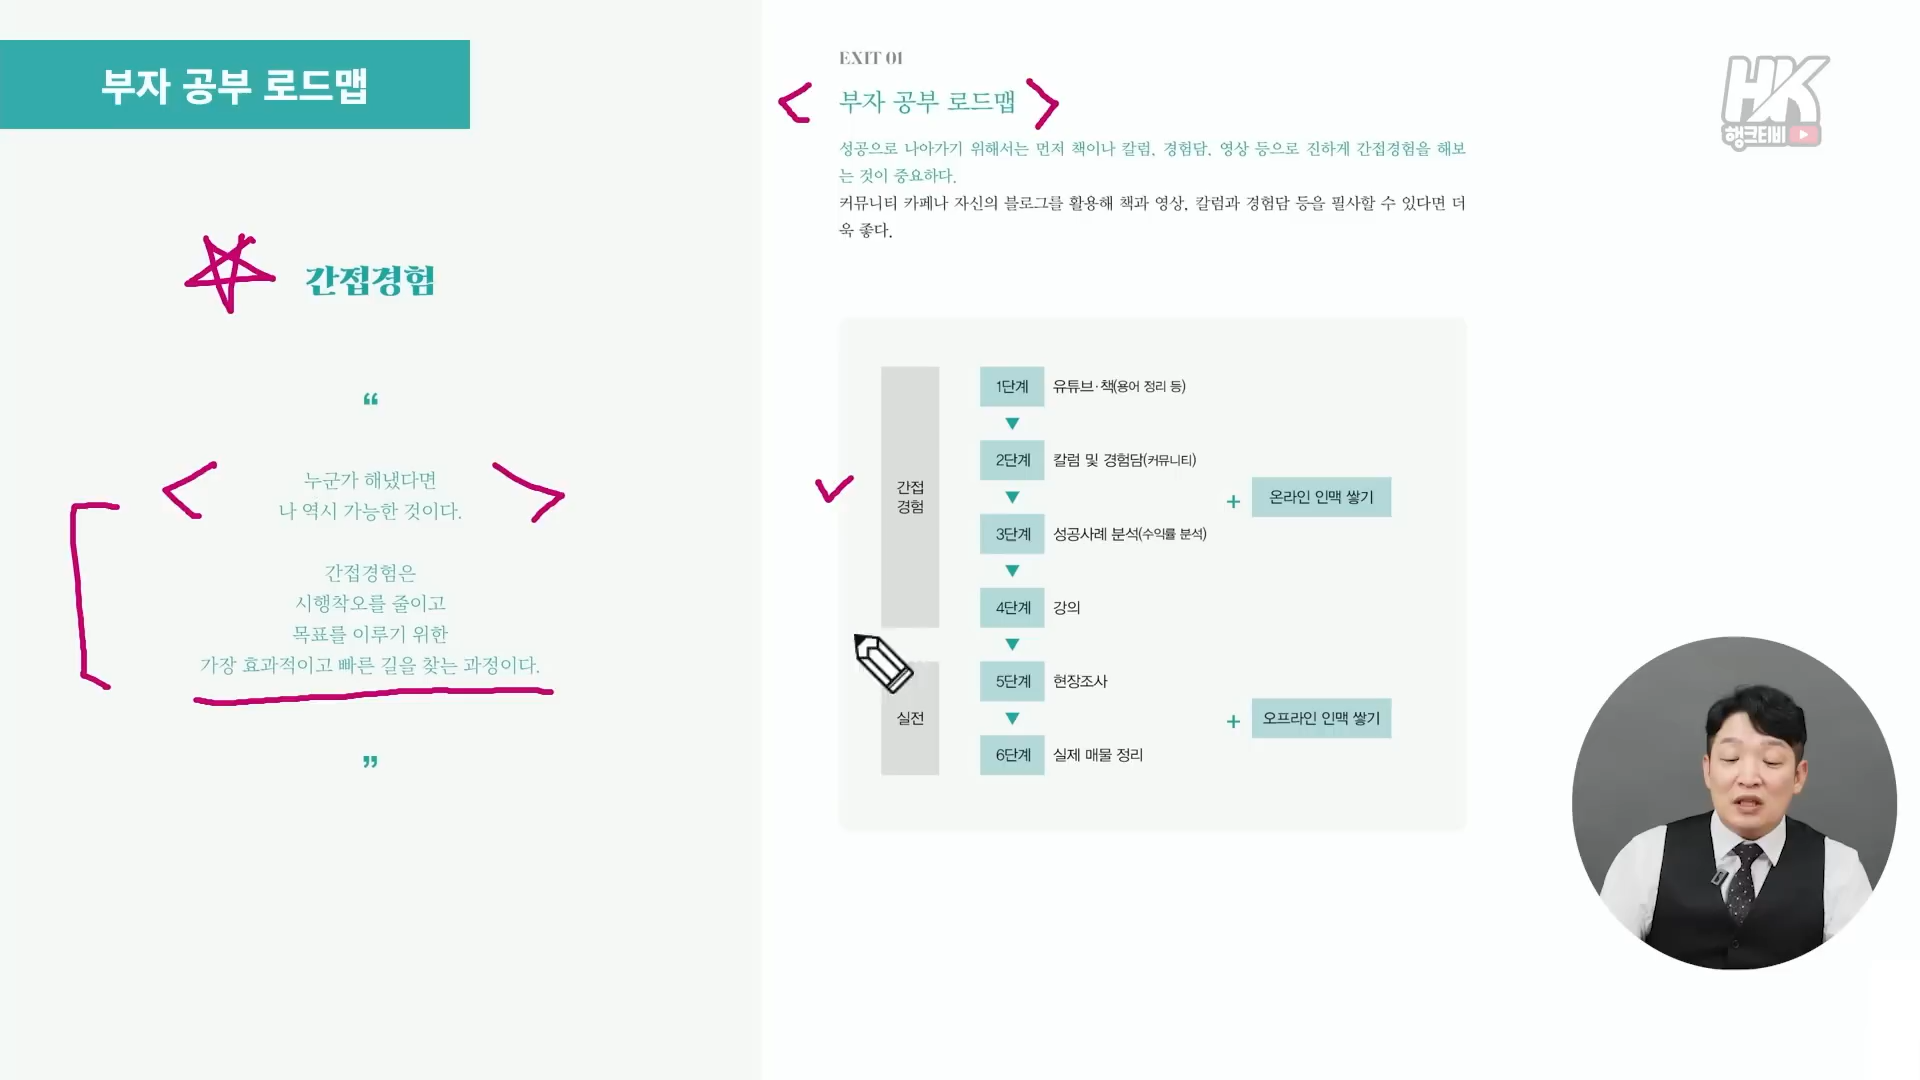 부자 공부 로드맵
간접경험
“
누군가 해냈다면
나 역시 가능한 것이다.
간접경험은
시행착오를 줄이고
목표를 이루기 위한
가장 효과적이고 빠른 길을 찾는 과정이다.
”
EXIT 01
부자 공부 로드맵
성공으로 나아가기 위해서는 먼저 책이나 칼럼, 경험담, 영상 등으로 진하게 간접경험을 해보
는 것이 중요하다.
커뮤니티 카페나 자신의 블로그를 활용해 책과 영상, 칼럼과 경험담 등을 필사할 수 있다면 더
욱 좋다.
간접
경험
1단계 유튜브·책(용어 정리 등)
2단계 칼럼 및 경험담(커뮤니티)
3단계 성공사례 분석(수익률 분석)
4단계 강의
+ 온라인 인맥 쌓기
실전
5단계 현장조사
6단계 실제 매물 정리
+ 오프라인 인맥 쌓기
HK
행크티비